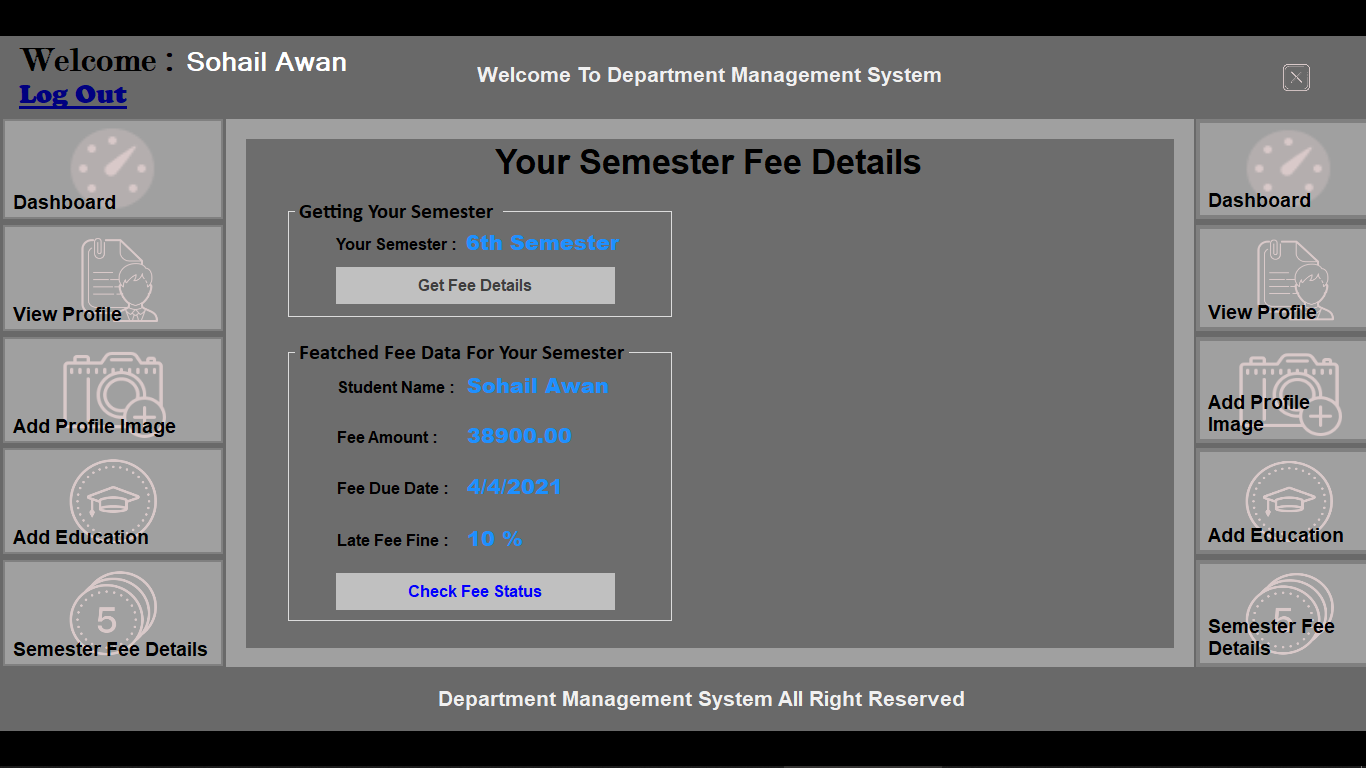 Welcome : Sohail Awan
Log Out
Welcome To Department Management System
Dashboard
View Profile
Add Profile Image
Add Education
5
Semester Fee Details
Your Semester Fee Details
Getting Your Semester
Your Semester : 6th Semester
Get Fee Details
Featched Fee Data For Your Semester
Student Name : Sohail Awan
Fee Amount : 38900.00
Fee Due Date : 4/4/2021
Late Fee Fine : 10 %
Check Fee Status
Dashboard
View Profile
Add Profile
Image
Add Education
5
Semester Fee
Details
Department Management System All Right Reserved